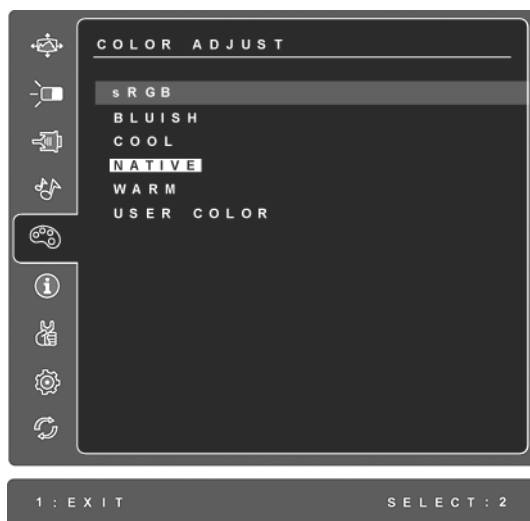 COLOR ADJUST
sRGB
BLUISH
COOL
NATIVE
WARM
USER COLOR
1:EXIT SELECT:2